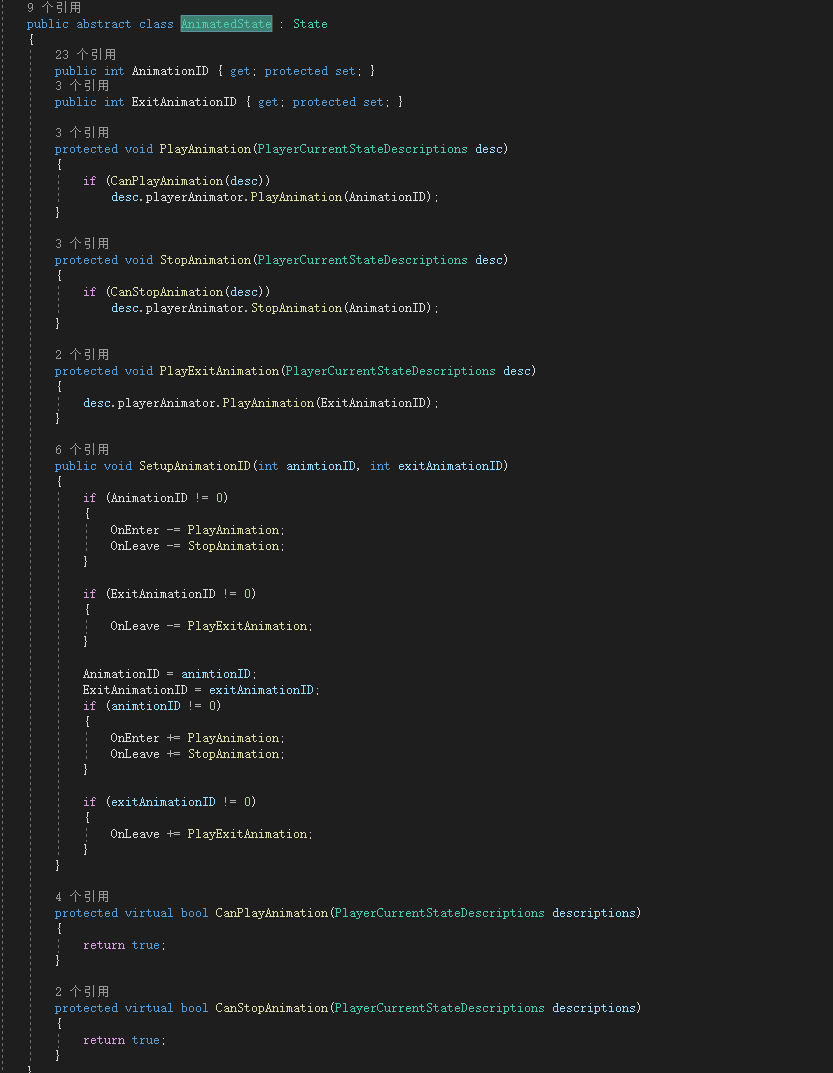 9 个引用
public abstract class AnimatedState : State
{
23 个引用
public int AnimationID { get; protected set; }
3 个引用
public int ExitAnimationID { get; protected set; }
3 个引用
protected void PlayAnimation(PlayerCurrentStateDescriptions desc)
{
if (CanPlayAnimation(desc))
desc.playerAnimator.PlayAnimation(AnimationID);
}
3 个引用
protected void StopAnimation(PlayerCurrentStateDescriptions desc)
{
if (CanStopAnimation(desc))
desc.playerAnimator.StopAnimation(AnimationID);
}
2 个引用
protected void PlayExitAnimation(PlayerCurrentStateDescriptions desc)
{
desc.playerAnimator.PlayAnimation(ExitAnimationID);
}
6 个引用
public void SetupAnimationID(int animtionID, int exitAnimationID)
{
if (AnimationID != 0)
{
OnEnter -= PlayAnimation;
OnLeave -= StopAnimation;
}
if (ExitAnimationID != 0)
{
OnLeave -= PlayExitAnimation;
}
AnimationID = animtionID;
ExitAnimationID = exitAnimationID;
if (animtionID != 0)
{
OnEnter += PlayAnimation;
OnLeave += StopAnimation;
}
if (exitAnimationID != 0)
{
OnLeave += PlayExitAnimation;
}
}
4 个引用
protected virtual bool CanPlayAnimation(PlayerCurrentStateDescriptions descriptions)
{
return true;
}
2 个引用
protected virtual bool CanStopAnimation(PlayerCurrentStateDescriptions descriptions)
{
return true;
}
}